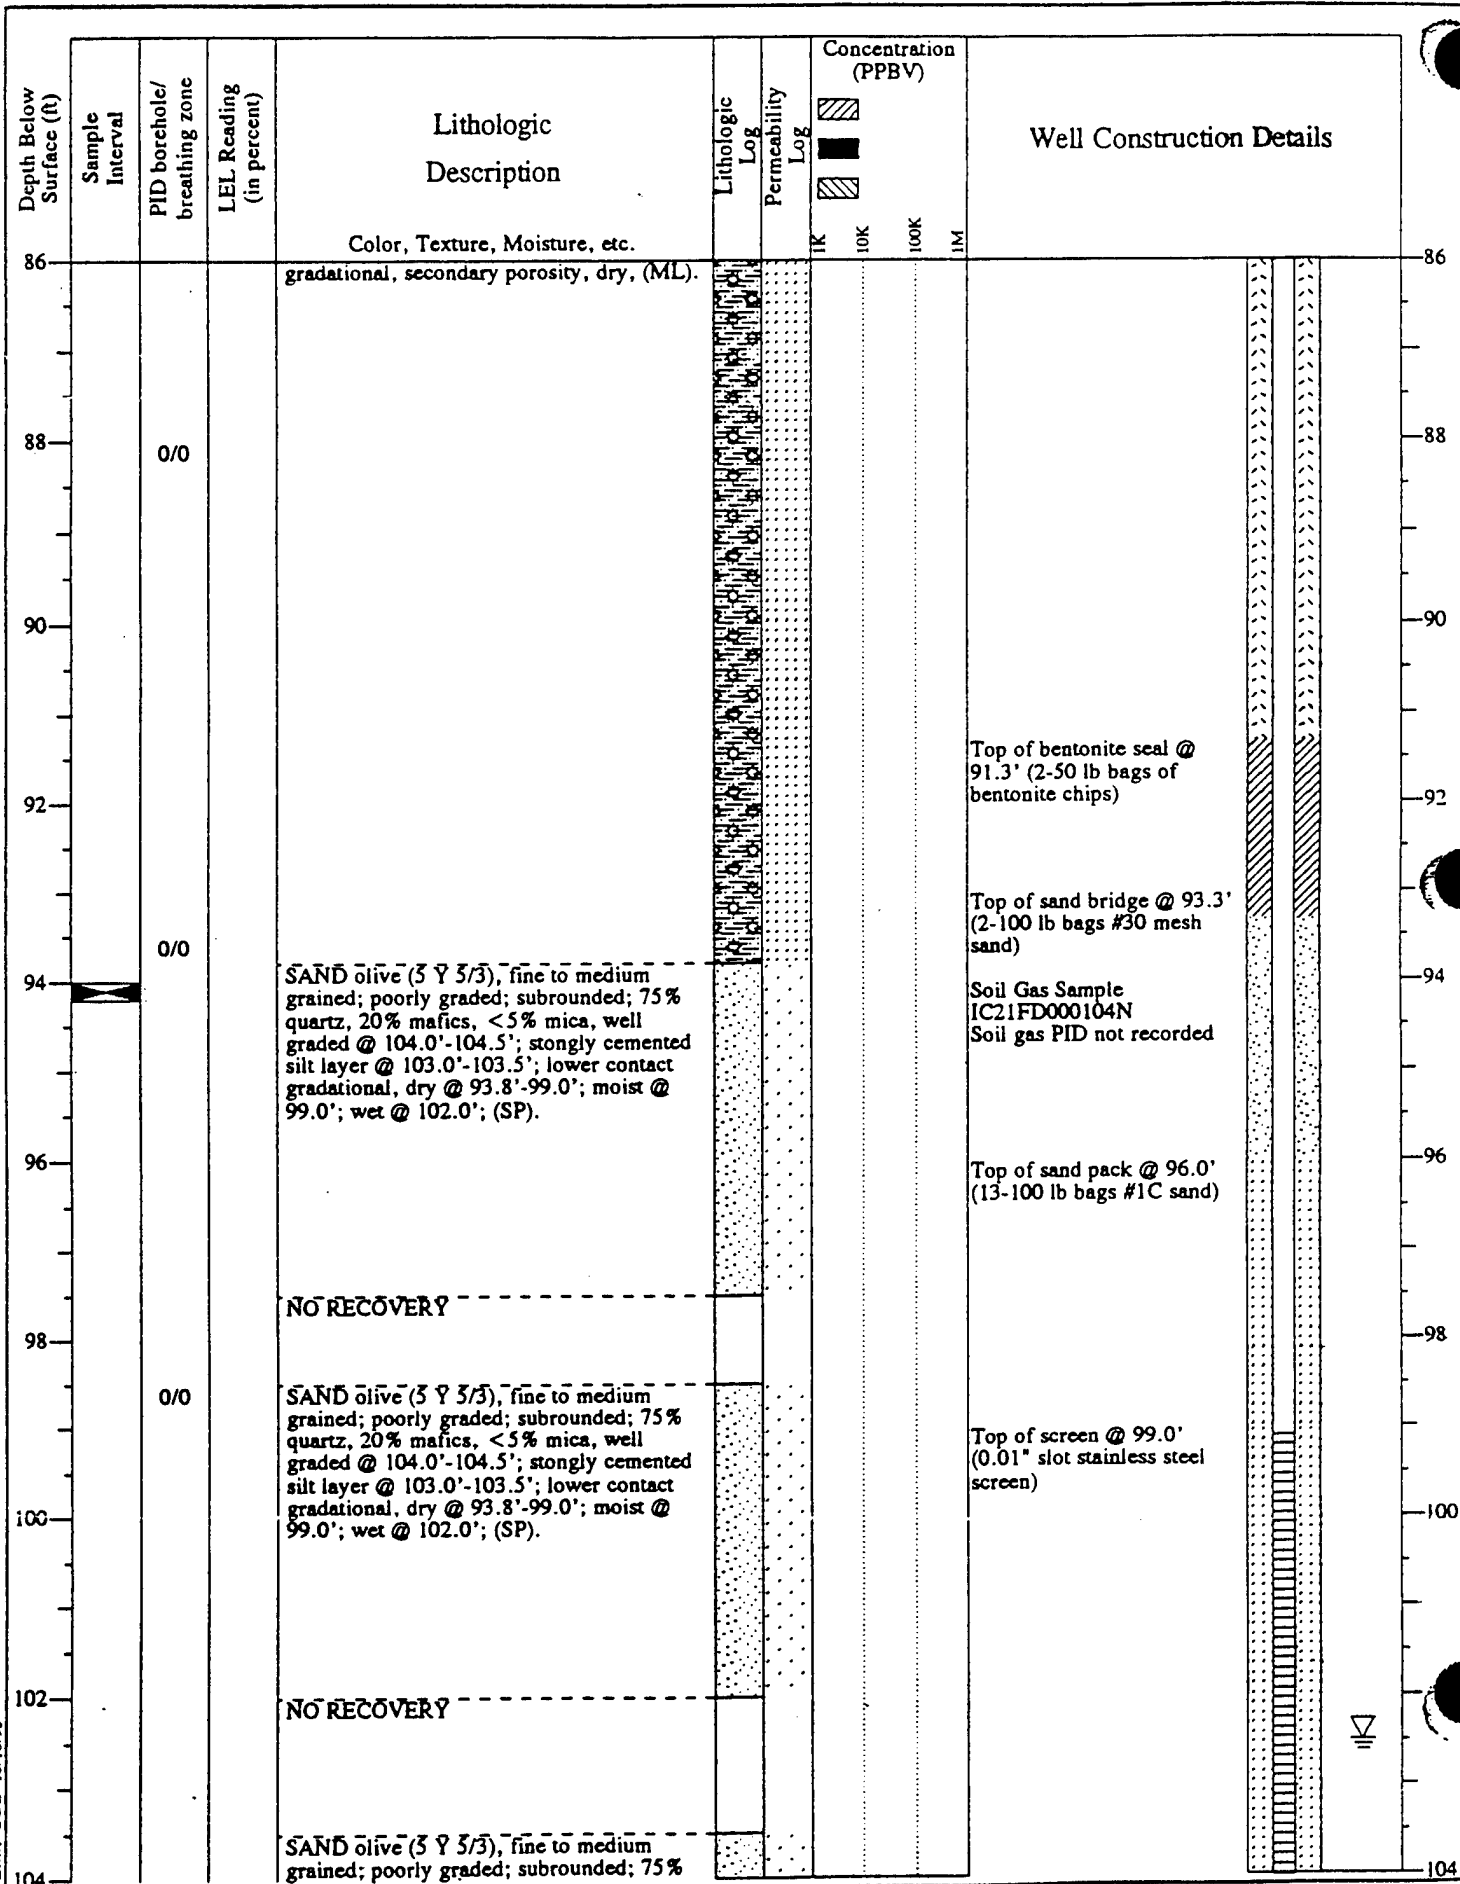 Depth Below
Surface (ft)
Sample
Interval
PID borehole/
breathing zone
LEL Reading
(in percent)
Lithologic
Description
Color, Texture, Moisture, etc.
Lithologic
Log
Permeability
Log
Concentration
(PPBV)
1K
10K
100K
1M
Well Construction Details
86
gradational, secondary porosity, dry, (ML).
86
88
0/0
88
90
90
Top of bentonite seal @
91.3' (2-50 lb bags of
bentonite chips)
92
92
Top of sand bridge @ 93.3'
(2-100 lb bags #30 mesh
sand)
0/0
94
SAND olive (5 Y 5/3), fine to medium
grained; poorly graded; subrounded; 75%
quartz, 20% mafics, <5% mica, well
graded @ 104.0'-104.5'; stongly cemented
silt layer @ 103.0'-103.5'; lower contact
gradational, dry @ 93.8'-99.0'; moist @
99.0'; wet @ 102.0'; (SP).
94
Soil Gas Sample
IC21FD000104N
Soil gas PID not recorded
96
96
Top of sand pack @ 96.0'
(13-100 lb bags #1C sand)
NO RECOVERY
98
98
0/0
SAND olive (5 Y 5/3), fine to medium
grained; poorly graded; subrounded; 75%
quartz, 20% mafics, <5% mica, well
graded @ 104.0'-104.5'; stongly cemented
silt layer @ 103.0'-103.5'; lower contact
gradational, dry @ 93.8'-99.0'; moist @
99.0'; wet @ 102.0'; (SP).
Top of screen @ 99.0'
(0.01" slot stainless steel
screen)
100
100
102
NO RECOVERY
SAND olive (5 Y 5/3), fine to medium
grained; poorly graded; subrounded; 75%
104
104